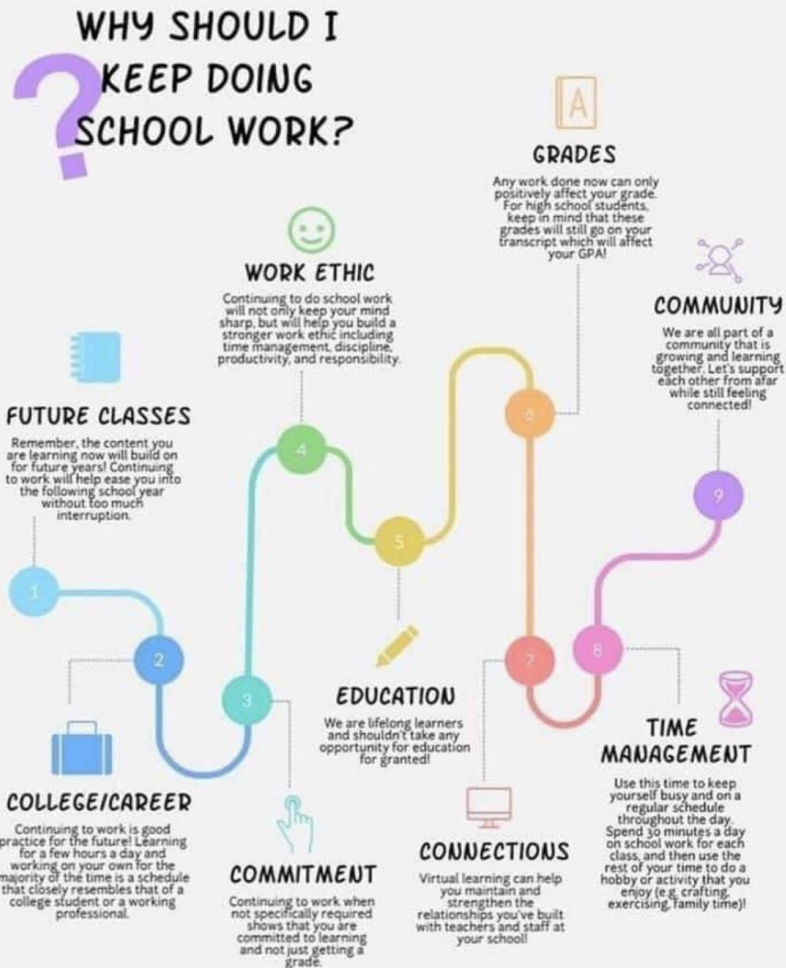 WHY SHOULD I
KEEP DOING
SCHOOL WORK?
?
1
FUTURE CLASSES
Remember, the content you
are learning now will build on
for future years! Continuing
to work will help ease you into
the following school year
without too much
interruption.
2
COLLEGE/CAREER
Continuing to work is good
practice for the future! Learning
for a few hours a day and
working on your own for the
majority of the time is a schedule
that closely resembles that of a
college student or a working
professional.
3
COMMITMENT
Continuing to work when
not specifically required
shows that you are
committed to learning
and not just getting a
grade.
4
WORK ETHIC
Continuing to do school work
will not only keep your mind
sharp, but will help you build a
stronger work ethic including
time management, discipline,
productivity, and responsibility.
5
EDUCATION
We are lifelong learners
and shouldn't take any
opportunity for education
for granted!
6
A
GRADES
Any work done now can only
positively affect your grade.
For high school students,
keep in mind that these
grades will still go on your
transcript which will affect
your GPA!
7
CONNECTIONS
Virtual learning can help
you maintain and
strengthen the
relationships you've built
with teachers and staff at
your school!
8
TIME
MANAGEMENT
Use this time to keep
yourself busy and on a
regular schedule
throughout the day.
Spend 30 minutes a day
on school work for each
class, and then use the
rest of your time to do a
hobby or activity that you
enjoy (e.g. crafting,
exercising, family time)!
9
COMMUNITY
We are all part of a
community that is
growing and learning
together. Let's support
each other from afar
while still feeling
connected!